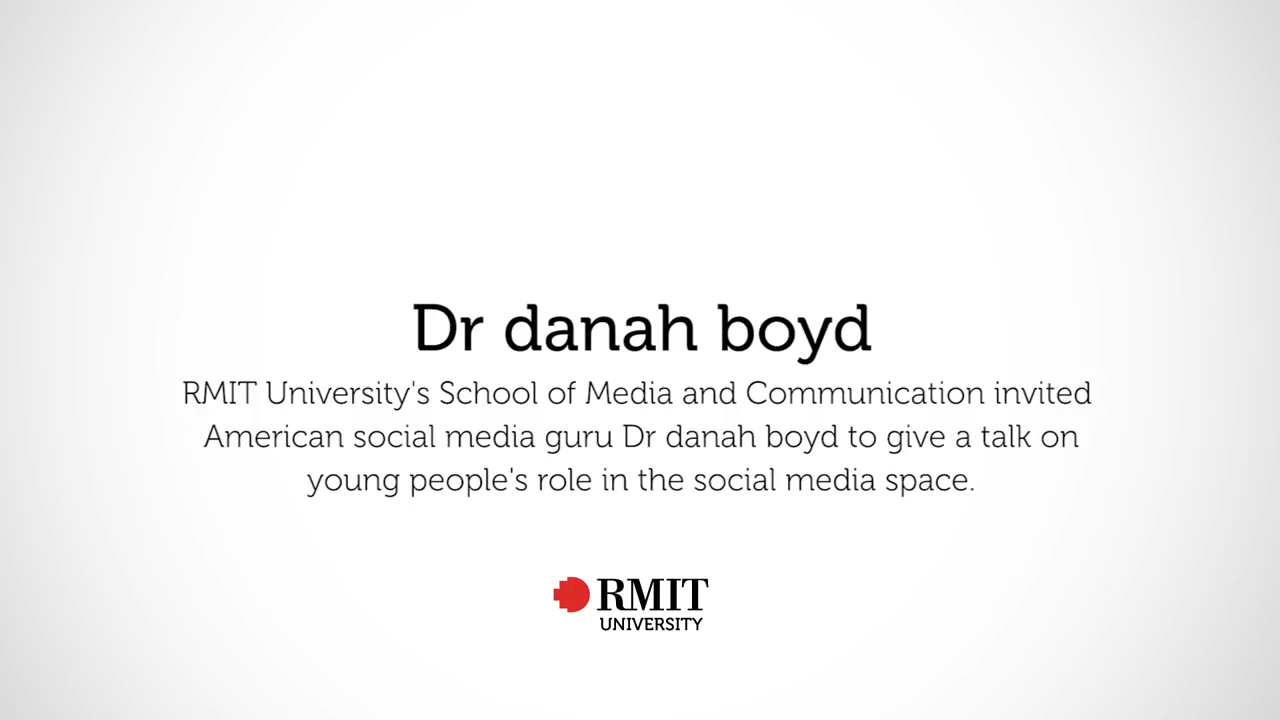 Dr danah boyd
RMIT University's School of Media and Communication invited
American social media guru Dr danah boyd to give a talk on
young people's role in the social media space.
RMIT
UNIVERSITY